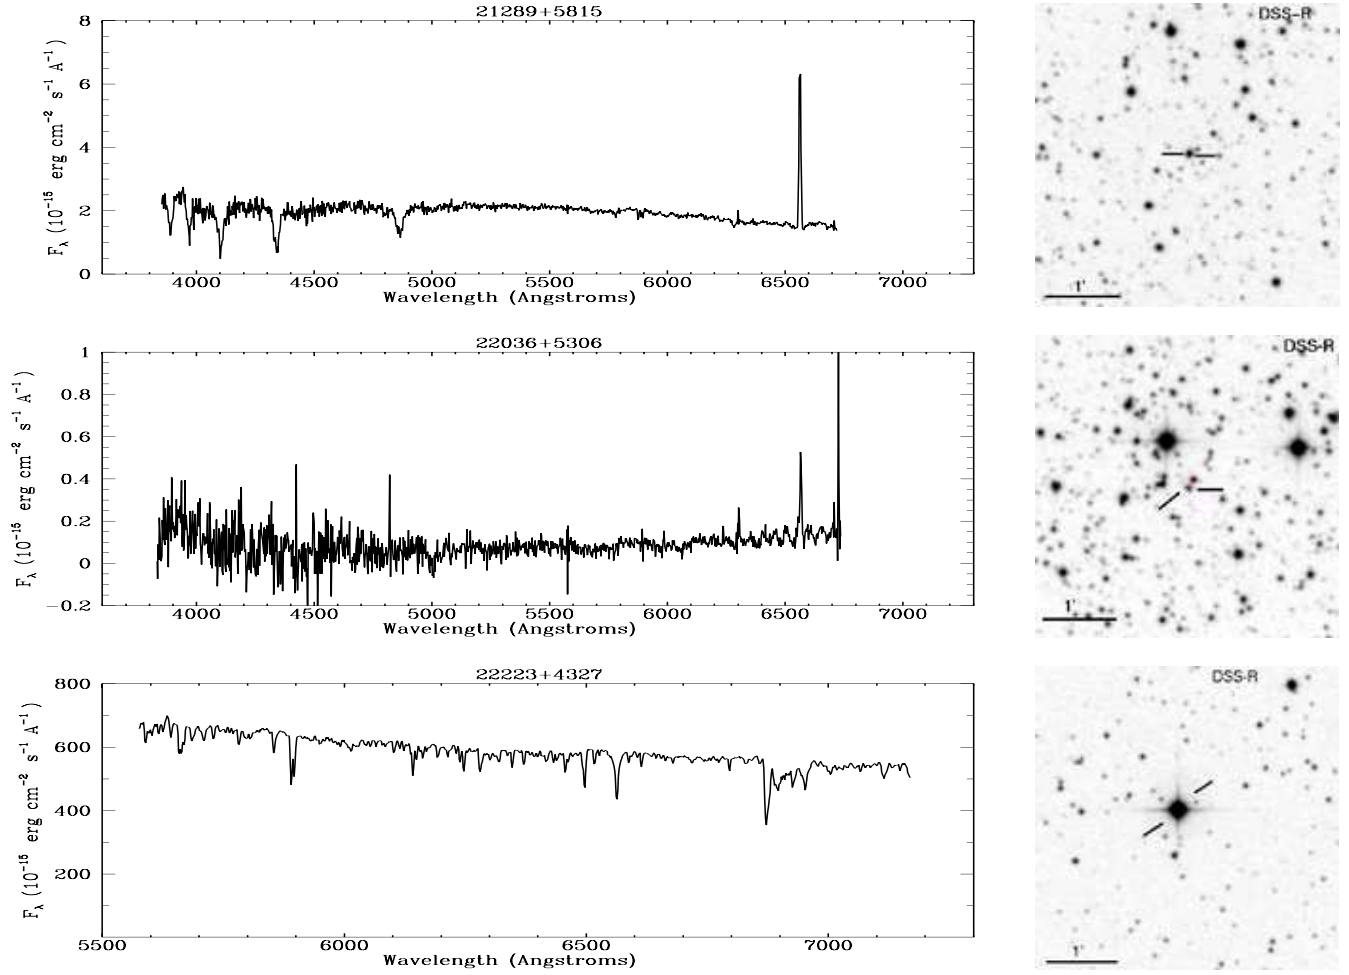 21289+5815
DSS-R
8
6
4
2
0
F_λ (10⁻¹⁵ erg cm⁻² s⁻¹ A⁻¹)
4000 4500 5000 5500 6000 6500 7000
Wavelength (Angstroms)
1'
22036+5306
DSS-R
1
0.8
0.6
0.4
0.2
0
−0.2
F_λ (10⁻¹⁵ erg cm⁻² s⁻¹ A⁻¹)
4000 4500 5000 5500 6000 6500 7000
Wavelength (Angstroms)
1'
22223+4327
DSS-R
800
600
400
200
F_λ (10⁻¹⁵ erg cm⁻² s⁻¹ A⁻¹)
5500 6000 6500 7000
Wavelength (Angstroms)
1'